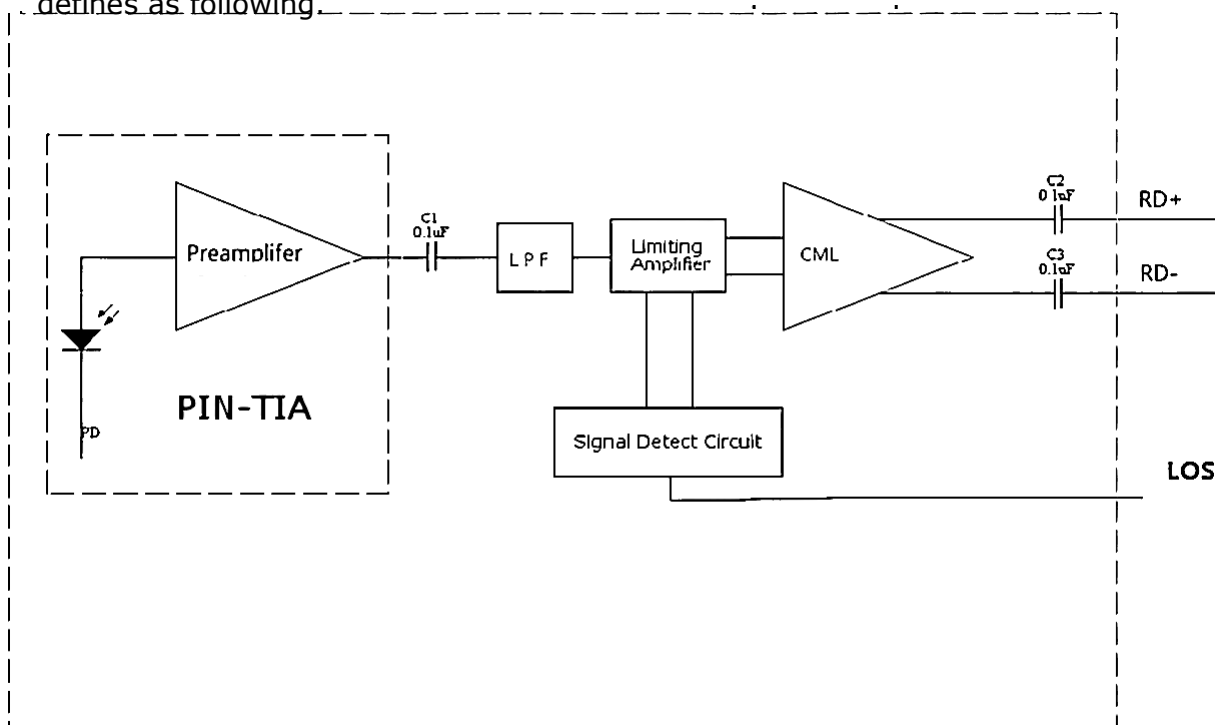 defines as following.
C2
0.1uF
RD+
C1
0.1uF
Preamplifer
LPF
Limiting
Amplifier
CML
C3
0.1uF
RD-
PIN-TIA
PD
SIgnal Detect Circuit
LOS